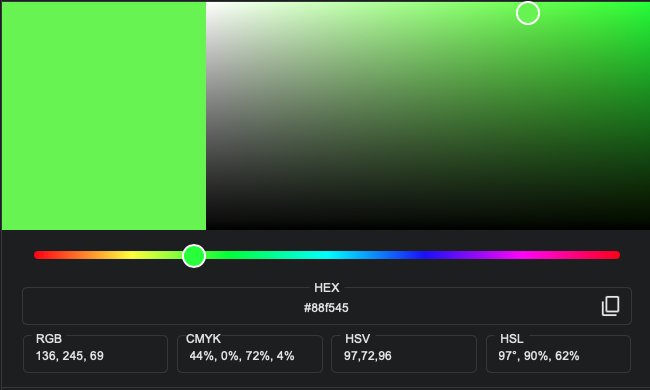 HEX
#88f545
RGB
136, 245, 69
CMYK
44%, 0%, 72%, 4%
HSV
97,72,96
HSL
97°, 90%, 62%